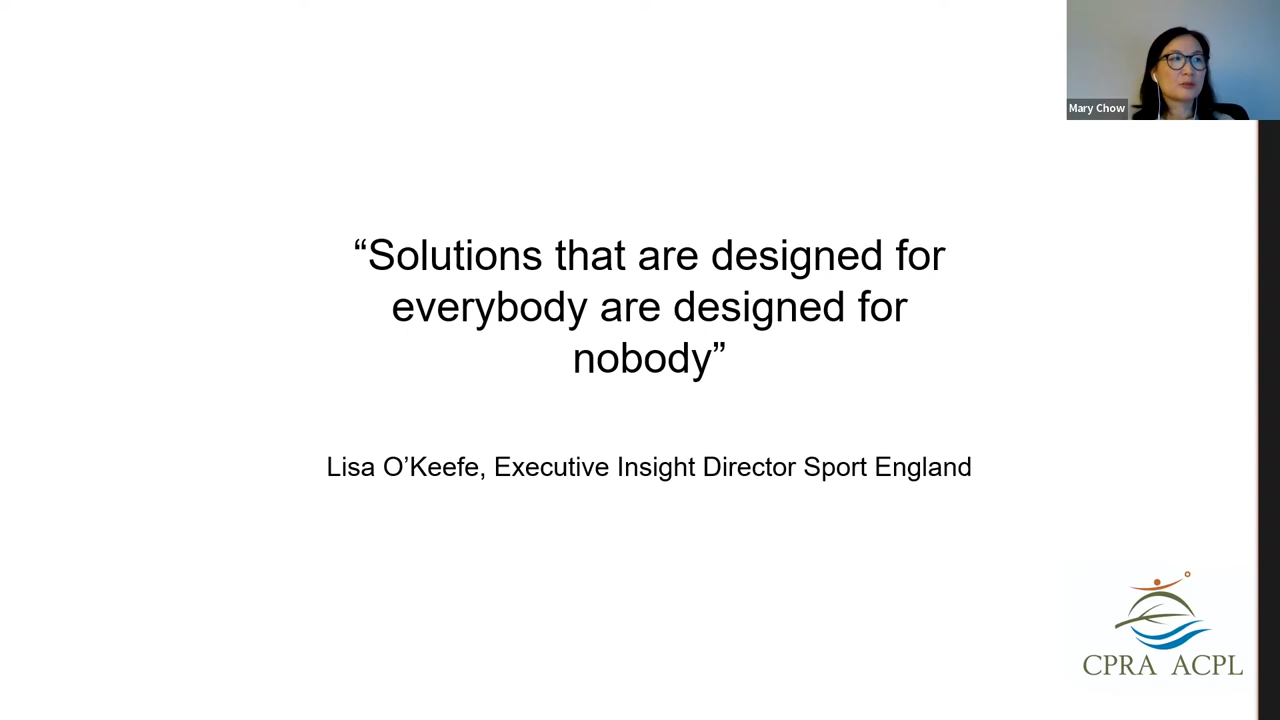 Mary Chow
“Solutions that are designed for
everybody are designed for
nobody”
Lisa O’Keefe, Executive Insight Director Sport England
CPRA ACPL